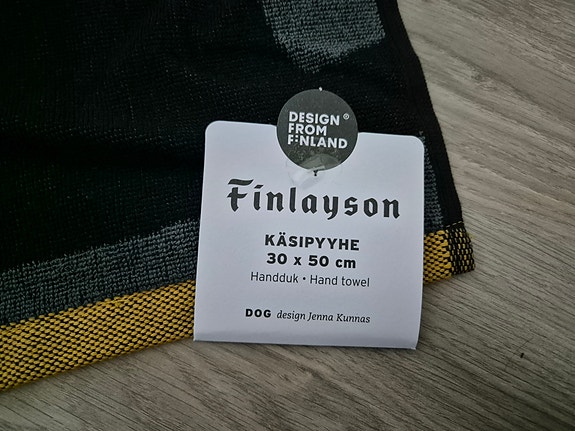 DESIGN ®
FROM
FINLAND
Finlayson
KÄSIPYYHE
30 x 50 cm
Handduk • Hand towel
DOG design Jenna Kunnas